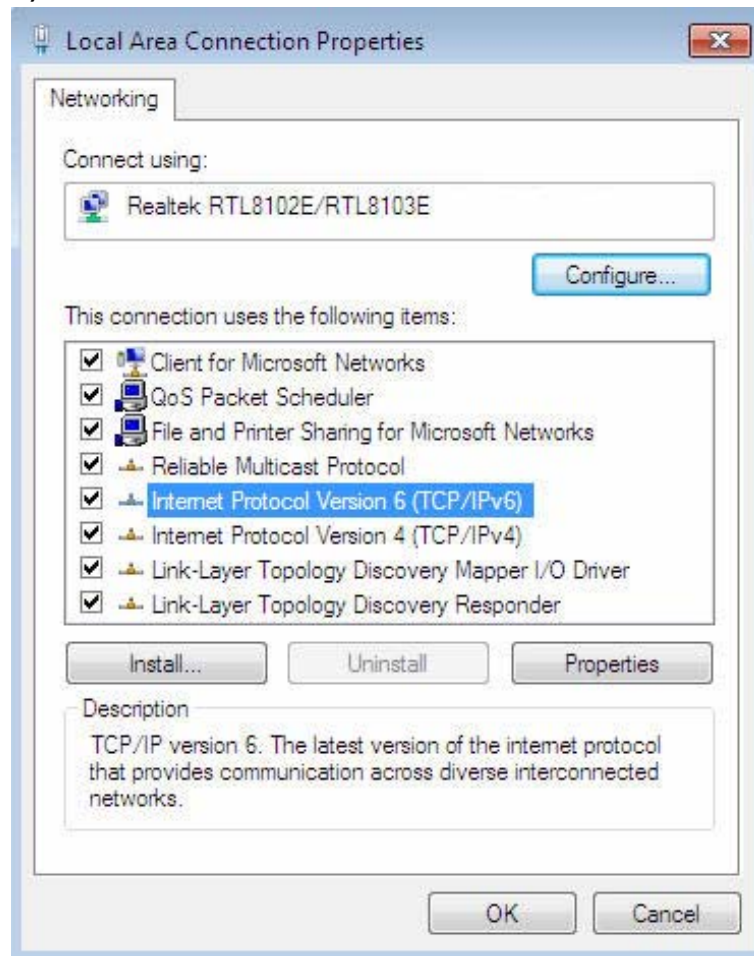 Local Area Connection Properties
Networking
Connect using:
Realtek RTL8102E/RTL8103E
Configure...
This connection uses the following items:
Client for Microsoft Networks
QoS Packet Scheduler
File and Printer Sharing for Microsoft Networks
Reliable Multicast Protocol
Internet Protocol Version 6 (TCP/IPv6)
Internet Protocol Version 4 (TCP/IPv4)
Link-Layer Topology Discovery Mapper I/O Driver
Link-Layer Topology Discovery Responder
Install... Uninstall Properties
Description
TCP/IP version 6. The latest version of the internet protocol
that provides communication across diverse interconnected
networks.
OK Cancel